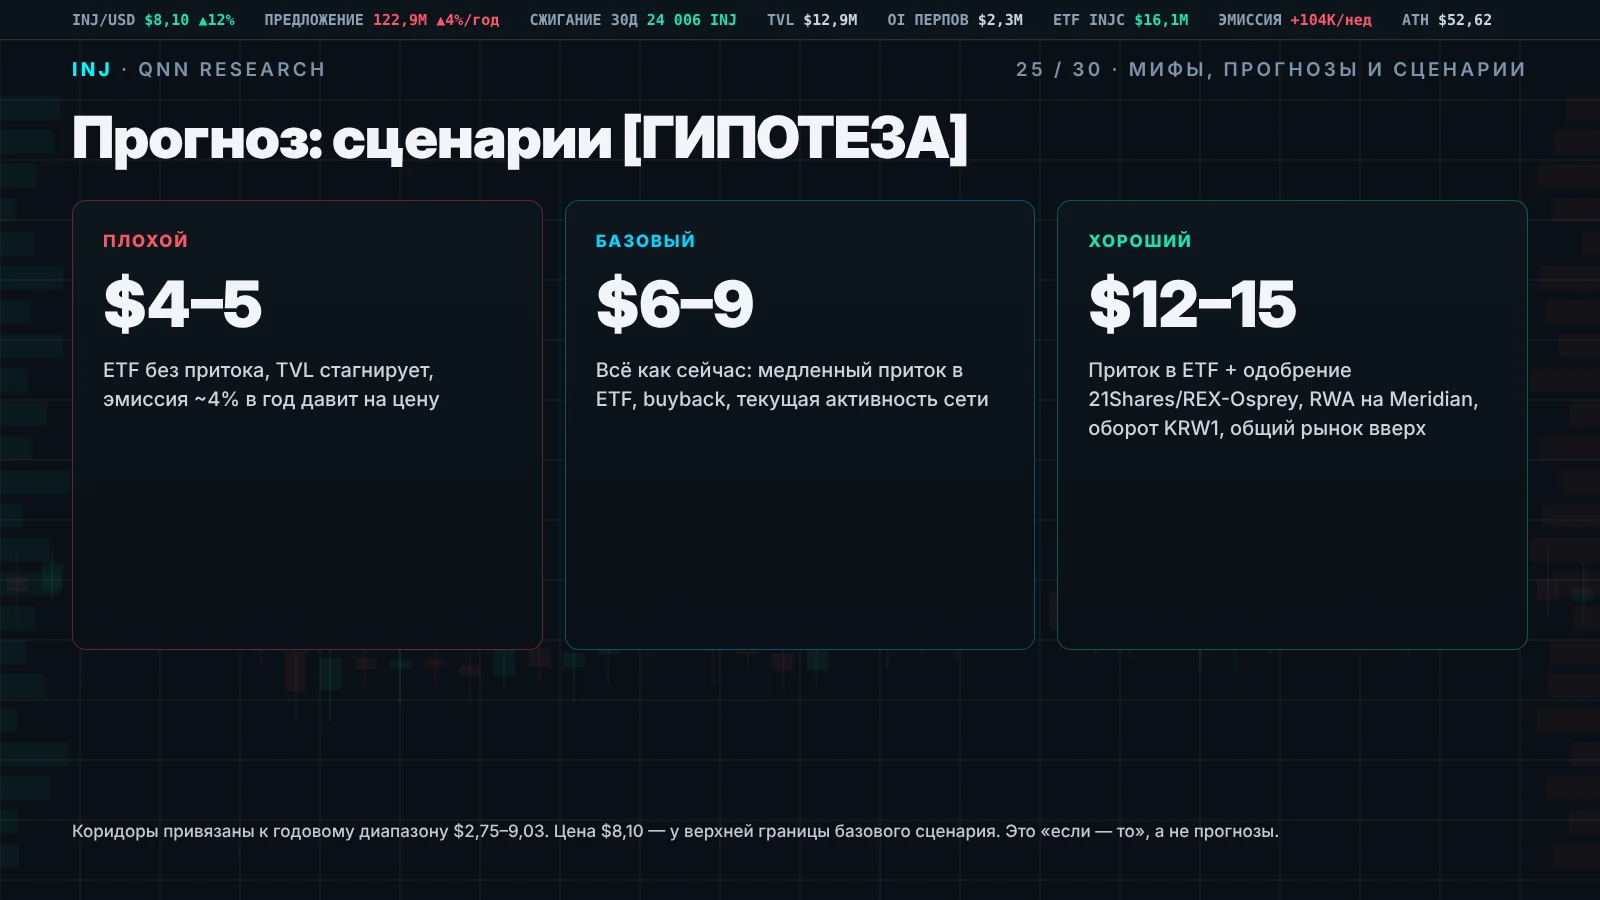 INJ/USD $8,10 ▲12% ПРЕДЛОЖЕНИЕ 122,9M ▲4%/год СЖИГАНИЕ 30Д 24 006 INJ TVL $12,9M OI ПЕРПОВ $2,3M ETF INJC $16,1M ЭМИССИЯ +104K/нед ATH $52,62
INJ · QNN RESEARCH
25 / 30 · МИФЫ, ПРОГНОЗЫ И СЦЕНАРИИ
Прогноз: сценарии [ГИПОТЕЗА]
ПЛОХОЙ
$4–5
ETF без притока, TVL стагнирует,
эмиссия ~4% в год давит на цену
БАЗОВЫЙ
$6–9
Всё как сейчас: медленный приток в
ETF, buyback, текущая активность сети
ХОРОШИЙ
$12–15
Приток в ETF + одобрение
21Shares/REX-Osprey, RWA на Meridian,
оборот KRW1, общий рынок вверх
Коридоры привязаны к годовому диапазону $2,75–9,03. Цена $8,10 — у верхней границы базового сценария. Это «если — то», а не прогнозы.